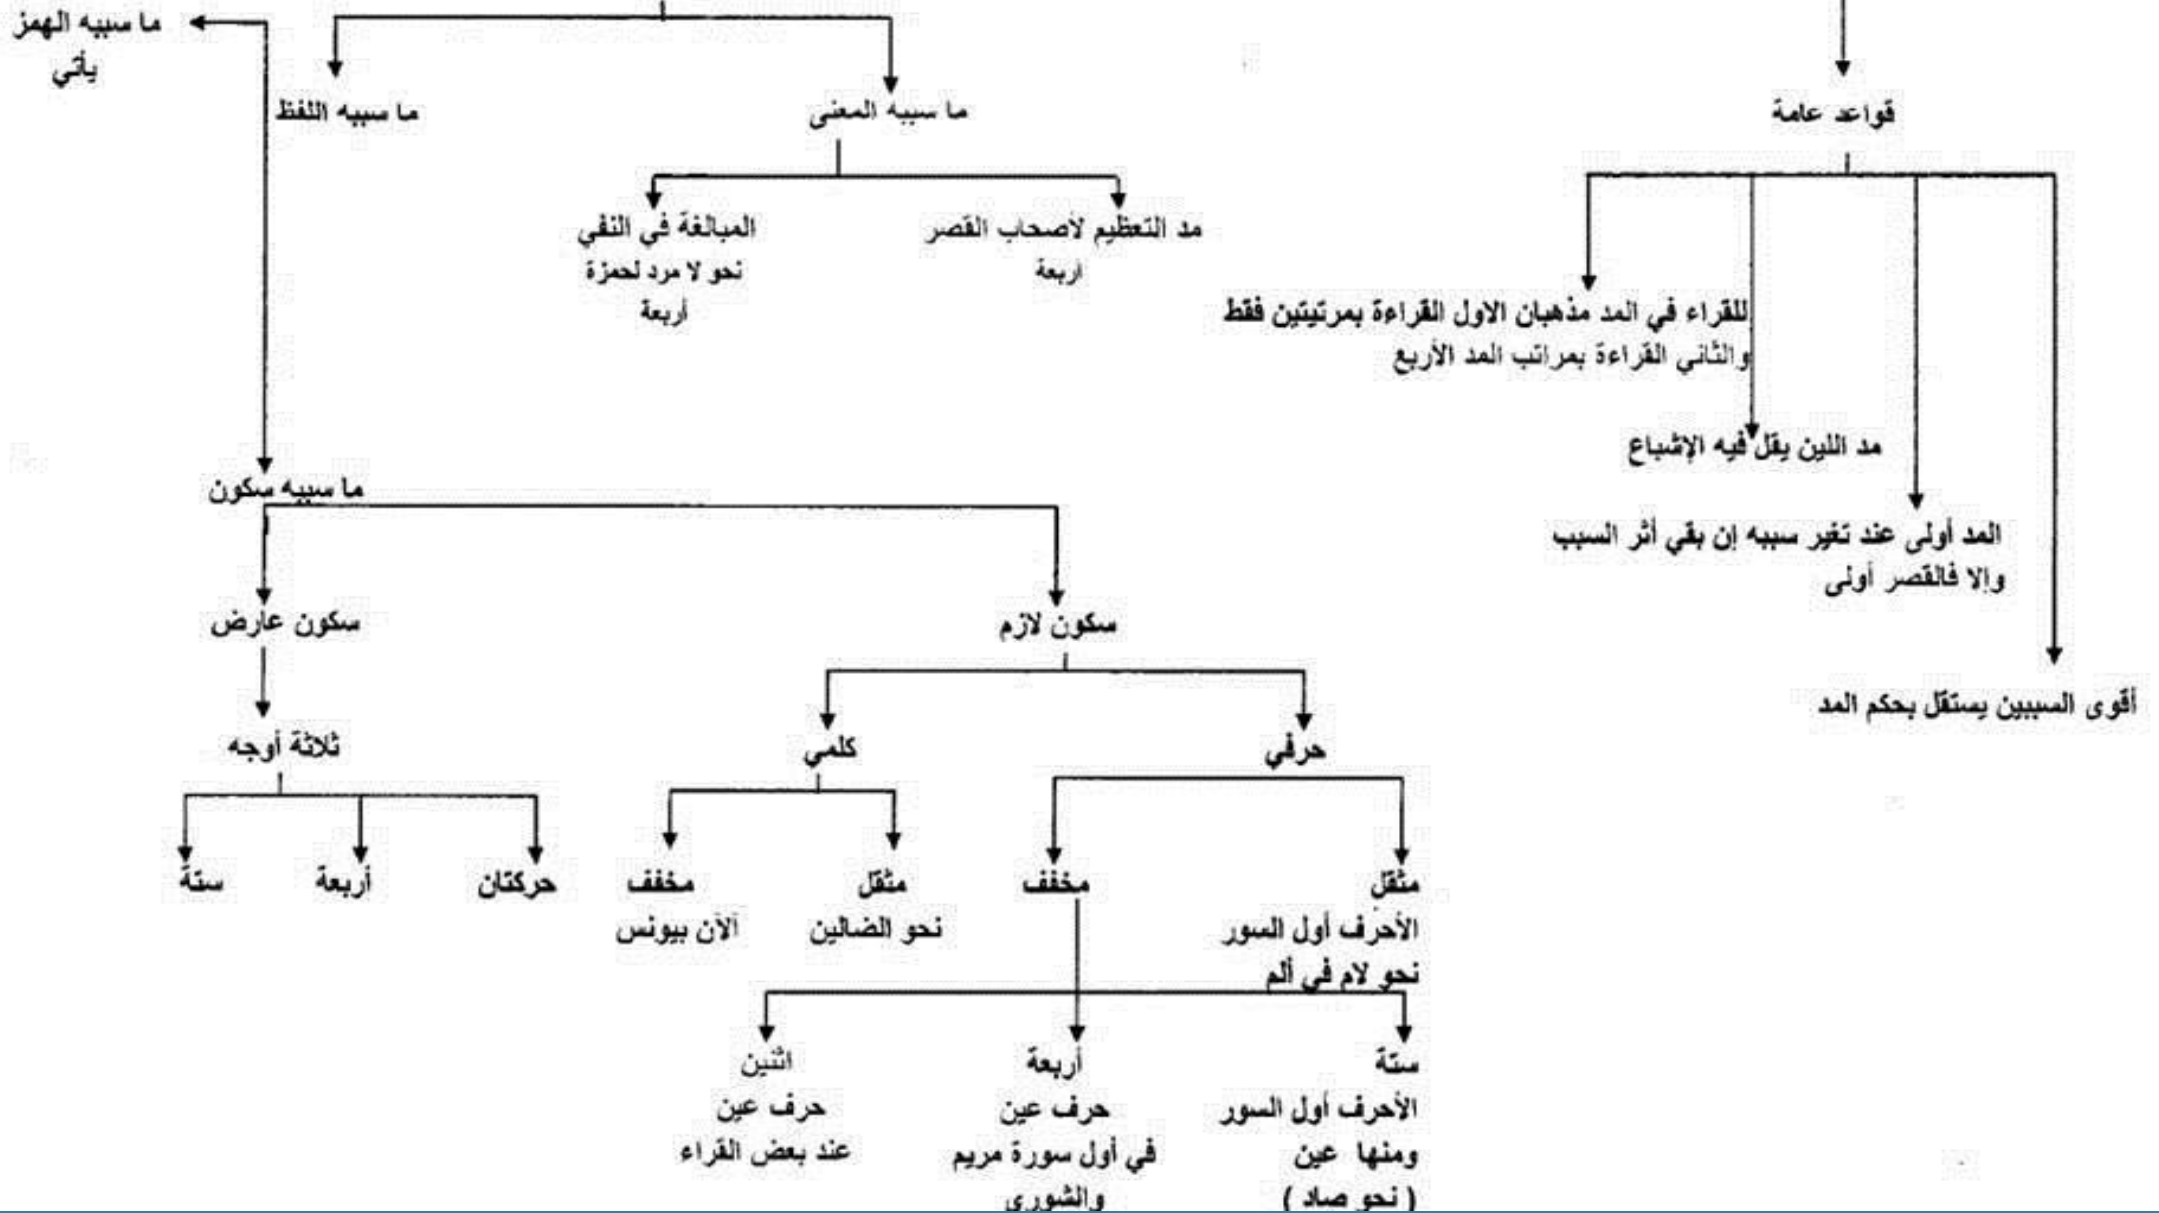 ما سببه الهمز
يأتي
ما سببه اللفظ
ما سببه المعنى
قواعد عامة
مد التعظيم لأصحاب القصر
اربعة
المبالغة في النفي
نحو لا مرد لحمزة
أربعة
للقراء في المد مذهبان الاول القراءة بمرتيتين فقط
والثاني القراءة بمراتب المد الأربع
مد اللين يقل فيه الإشباع
المد أولى عند تغير سببه إن بقي أثر السبب
وإلا فالقصر أولى
أقوى السببين يستقل بحكم المد
ما سببه سكون
سكون لازم
سكون عارض
حرفي
كلمي
ثلاثة أوجه
مثقل
الأحرف أول السور
نحو لام في ألم
مخفف
مثقل
نحو الضالين
مخفف
آلآن بيونس
حركتان
أربعة
ستة
ستة
الأحرف أول السور
ومنها عين
( نحو صاد )
أربعة
حرف عين
في أول سورة مريم
والشورى
اثنين
حرف عين
عند بعض القراء